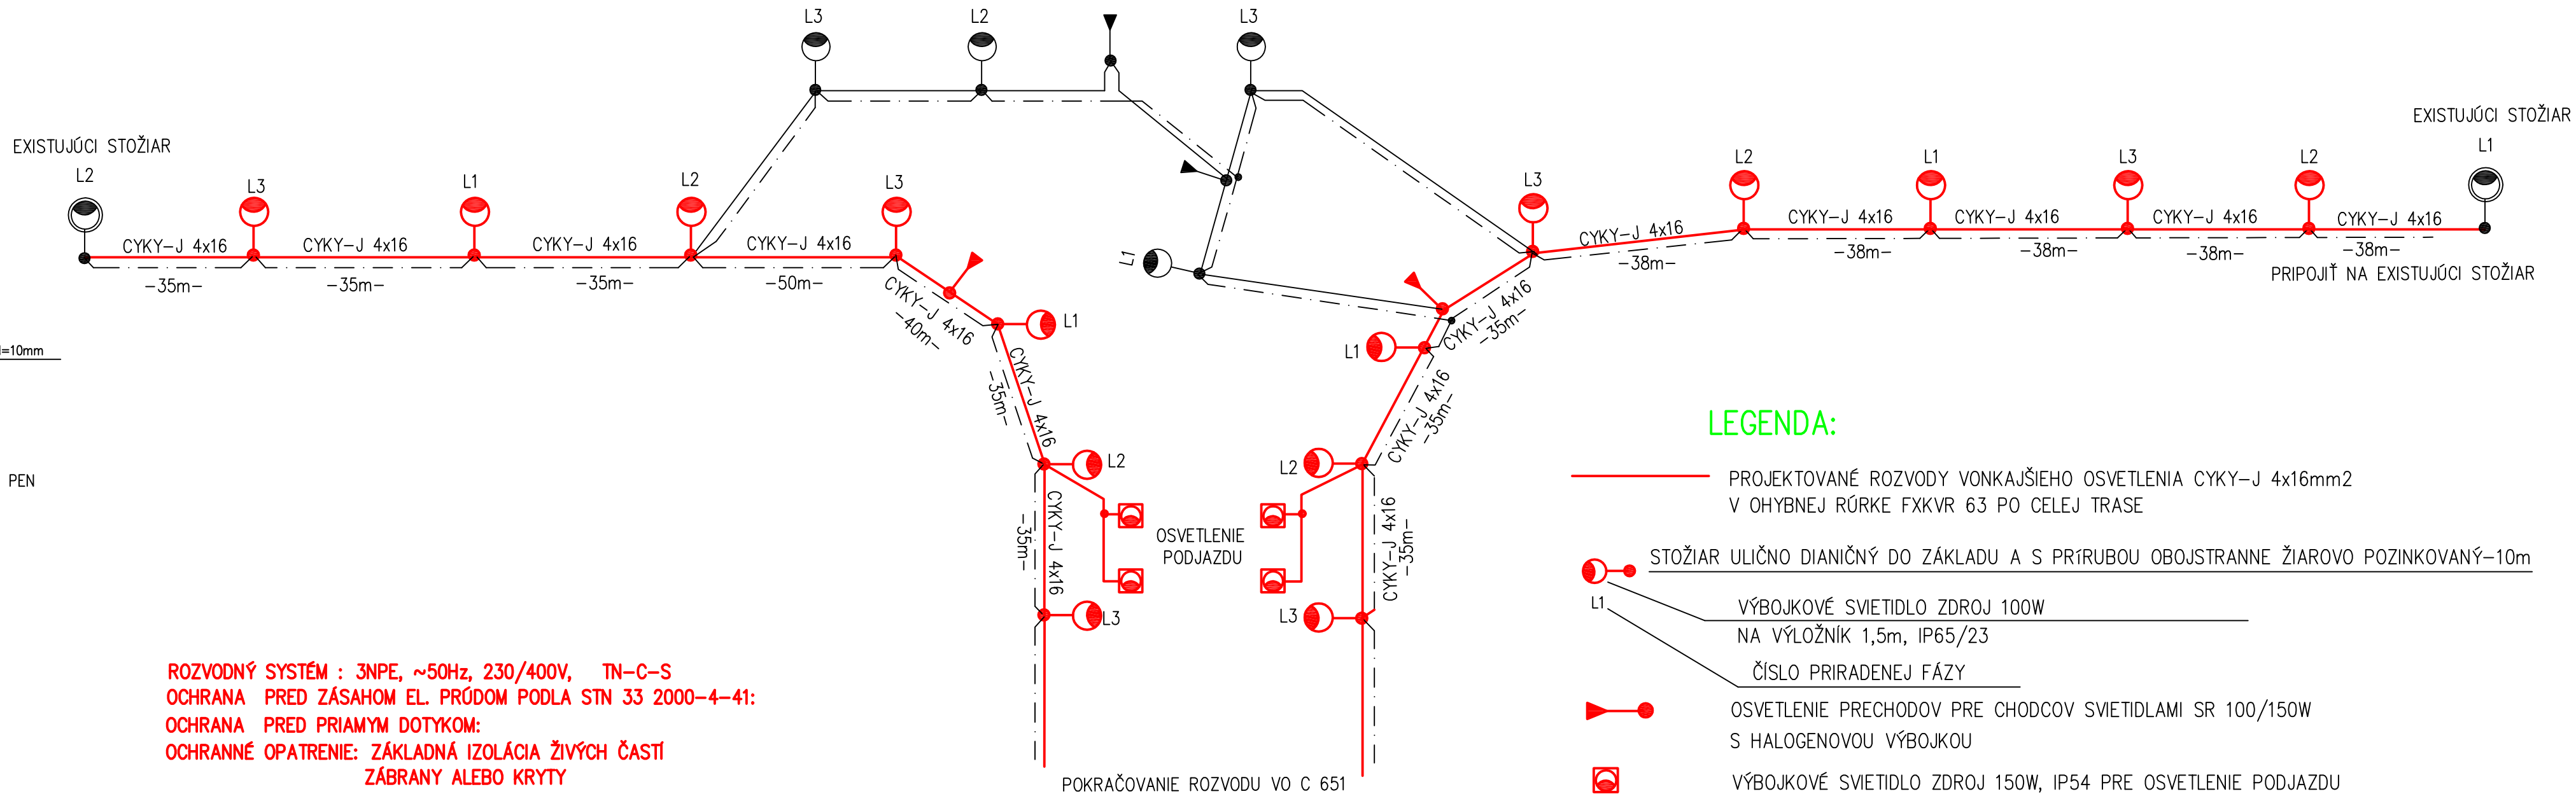 L3
L2
L3
EXISTUJÚCI STOŽIAR
L2
L3
L1
L2
L3
L3
L2
L1
L3
L2
EXISTUJÚCI STOŽIAR
L1
CYKY-J 4x16
CYKY-J 4x16
CYKY-J 4x16
CYKY-J 4x16
CYKY-J 4x16
CYKY-J 4x16
CYKY-J 4x16
CYKY-J 4x16
CYKY-J 4x16
-35m-
-35m-
-35m-
-50m-
-38m-
-38m-
-38m-
-38m-
-38m-
PRIPOJIŤ NA EXISTUJÚCI STOŽIAR
L1
CYKY-J 4x16
-40m-
L1
CYKY-J 4x16
-35m-
L1
=10mm
CYKY-J 4x16
-35m-
CYKY-J 4x16
-35m-
L2
L2
PEN
CYKY-J 4x16
-35m-
OSVETLENIE
PODJAZDU
CYKY-J 4x16
-35m-
L3
L3
POKRAČOVANIE ROZVODU VO C 651
ROZVODNÝ SYSTÉM : 3NPE, ~50Hz, 230/400V, TN-C-S
OCHRANA PRED ZÁSAHOM EL. PRÚDOM PODLA STN 33 2000-4-41:
OCHRANA PRED PRIAMYM DOTYKOM:
OCHRANNÉ OPATRENIE: ZÁKLADNÁ IZOLÁCIA ŽIVÝCH ČASTÍ
ZÁBRANY ALEBO KRYTY
LEGENDA:
PROJEKTOVANÉ ROZVODY VONKAJŠIEHO OSVETLENIA CYKY-J 4x16mm2
V OHYBNEJ RÚRKE FXKVR 63 PO CELEJ TRASE
STOŽIAR ULIČNO DIANIČNÝ DO ZÁKLADU A S PRíRUBOU OBOJSTRANNE ŽIAROVO POZINKOVANÝ-10m
L1
VÝBOJKOVÉ SVIETIDLO ZDROJ 100W
NA VÝLOŽNÍK 1,5m, IP65/23
ČÍSLO PRIRADENEJ FÁZY
OSVETLENIE PRECHODOV PRE CHODCOV SVIETIDLAMI SR 100/150W
S HALOGENOVOU VÝBOJKOU
VÝBOJKOVÉ SVIETIDLO ZDROJ 150W, IP54 PRE OSVETLENIE PODJAZDU